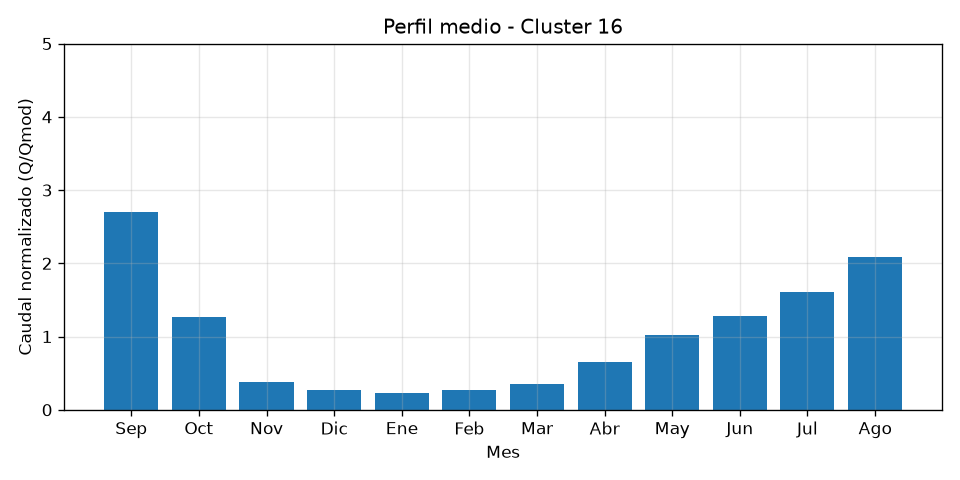 Perfil medio - Cluster 16
Caudal normalizado (Q/Qmod)
5
4
3
2
1
0
Sep Oct Nov Dic Ene Feb Mar Abr May Jun Jul Ago
Mes